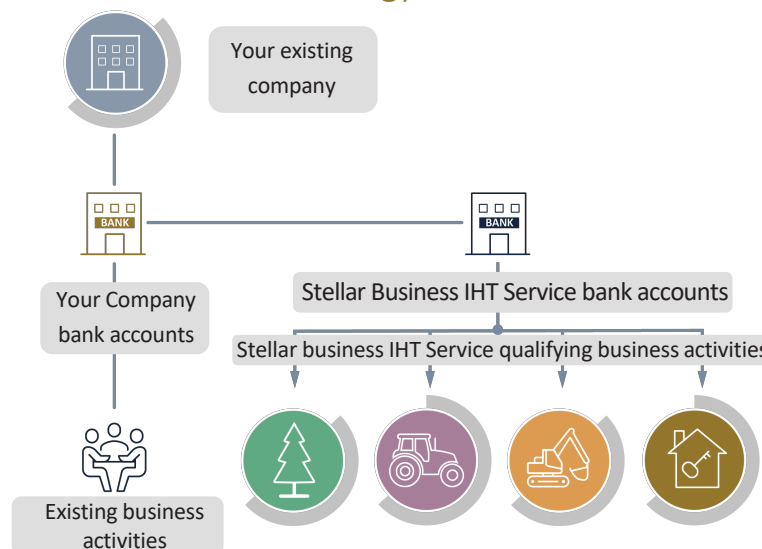 Your existing
company
BANK
BANK
Your Company
bank accounts
Stellar Business IHT Service bank accounts
Stellar business IHT Service qualifying business activities
Existing business
activities